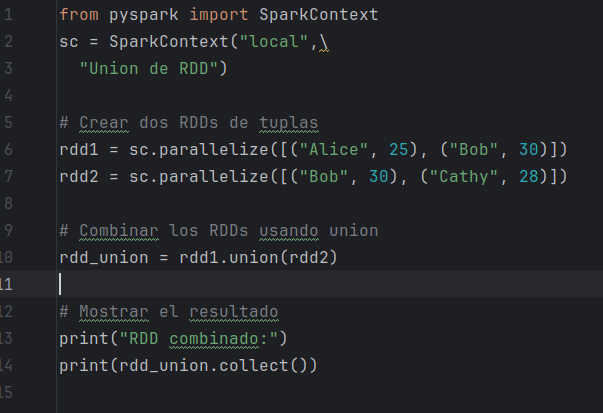 1 from pyspark import SparkContext
2 sc = SparkContext("local",\
3 "Union de RDD")
4
5 # Crear dos RDDs de tuplas
6 rdd1 = sc.parallelize([("Alice", 25), ("Bob", 30)])
7 rdd2 = sc.parallelize([("Bob", 30), ("Cathy", 28)])
8
9 # Combinar los RDDs usando union
10 rdd_union = rdd1.union(rdd2)
11
12 # Mostrar el resultado
13 print("RDD combinado:")
14 print(rdd_union.collect())
15